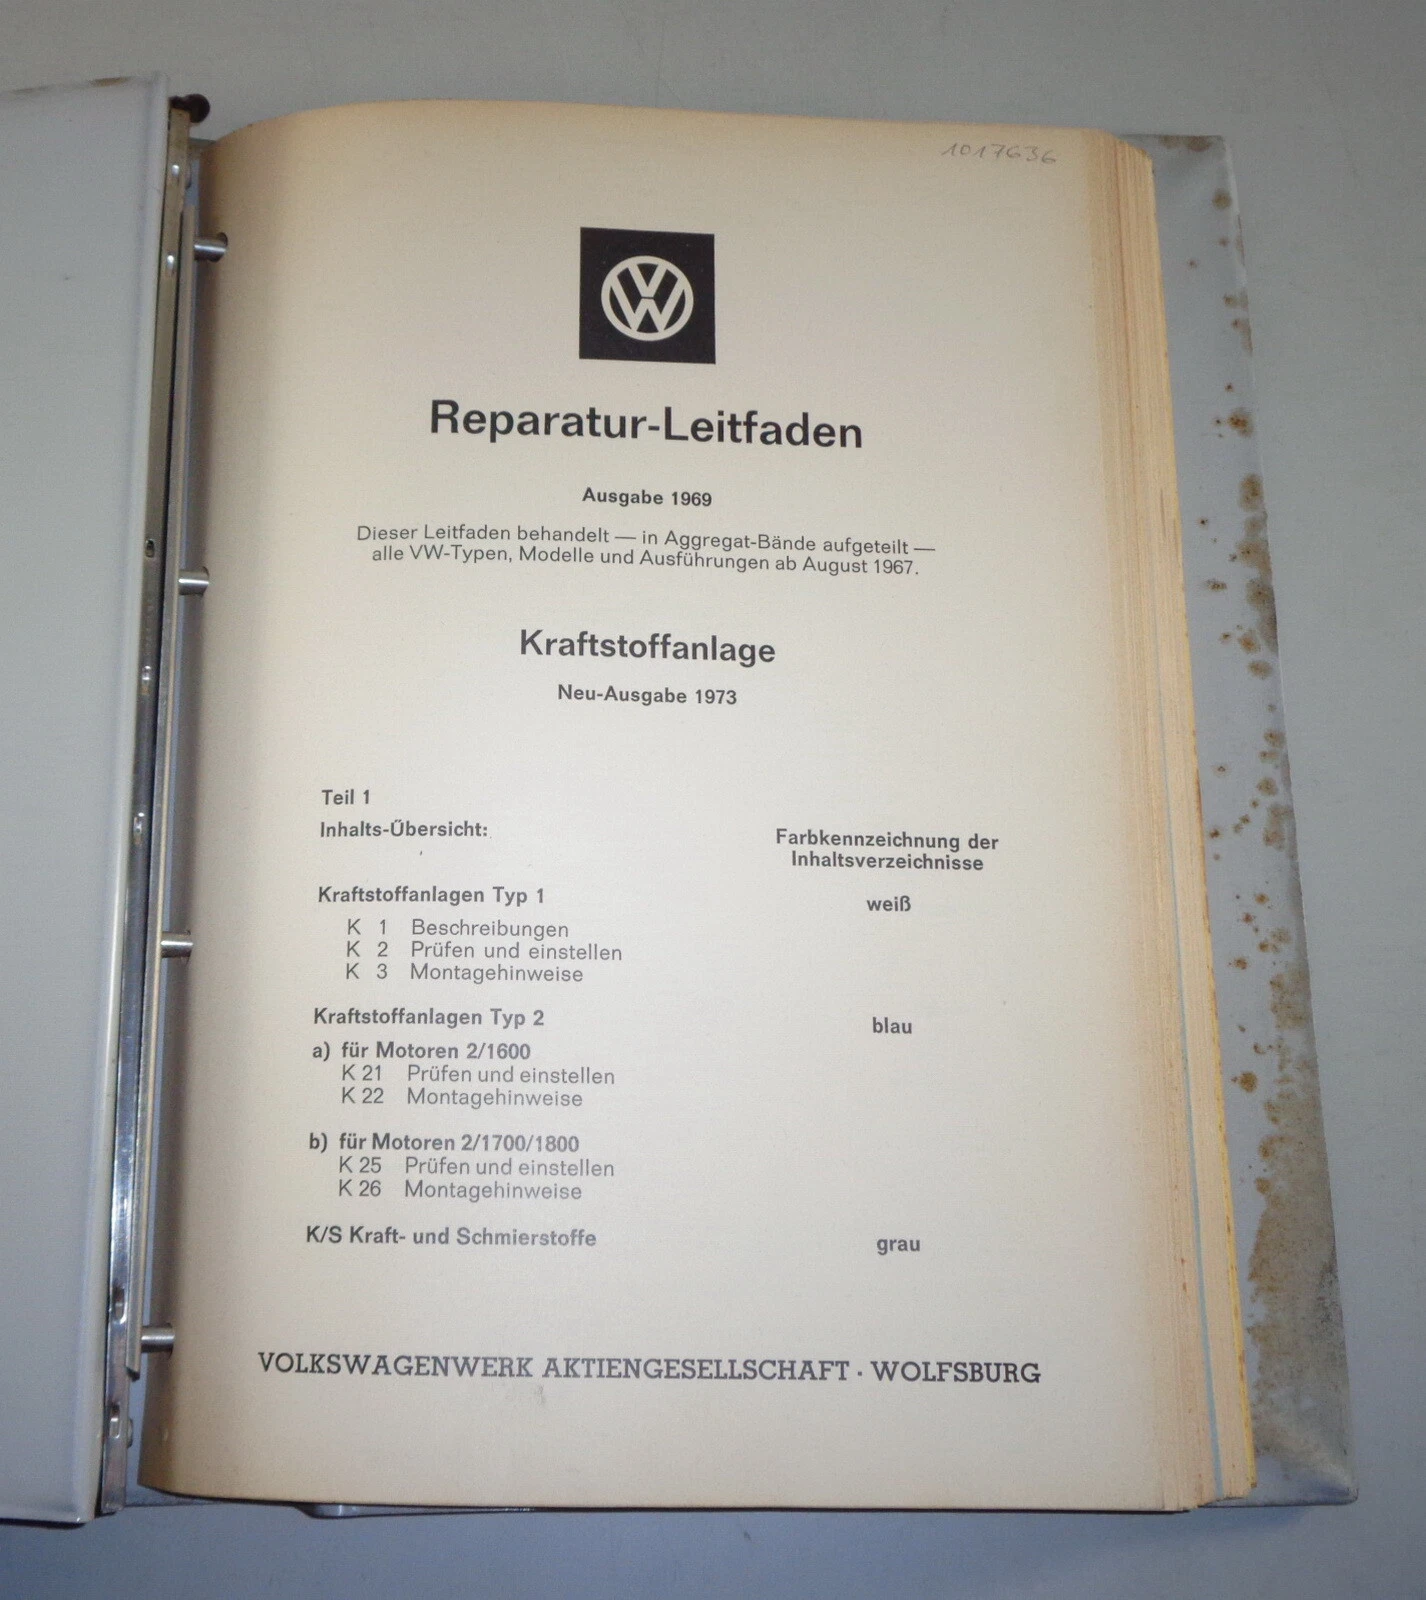 1017636
VW
Reparatur-Leitfaden
Ausgabe 1969
Dieser Leitfaden behandelt — in Aggregat-Bände aufgeteilt —
alle VW-Typen, Modelle und Ausführungen ab August 1967.
Kraftstoffanlage
Neu-Ausgabe 1973
Teil 1
Inhalts-Übersicht:
Farbkennzeichnung der
Inhaltsverzeichnisse
Kraftstoffanlagen Typ 1 weiß
K 1 Beschreibungen
K 2 Prüfen und einstellen
K 3 Montagehinweise
Kraftstoffanlagen Typ 2 blau
a) für Motoren 2/1600
K 21 Prüfen und einstellen
K 22 Montagehinweise
b) für Motoren 2/1700/1800
K 25 Prüfen und einstellen
K 26 Montagehinweise
K/S Kraft- und Schmierstoffe grau
VOLKSWAGENWERK AKTIENGESELLSCHAFT · WOLFSBURG